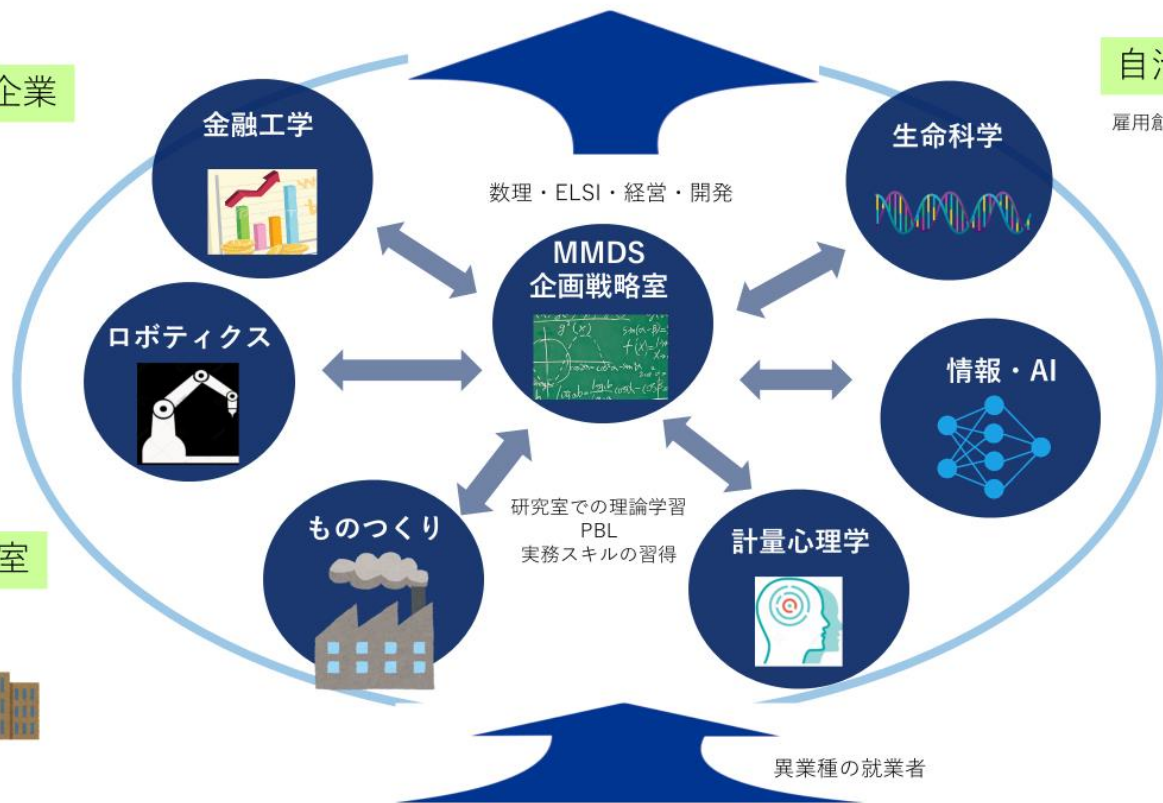 企業
自治
雇用創
金融工学
生命科学
数理・ELSI・経営・開発
MMDS
企画戦略室
ロボティクス
情報・AI
ものつくり
研究室での理論学習
PBL
実務スキルの習得
計量心理学
室
異業種の就業者